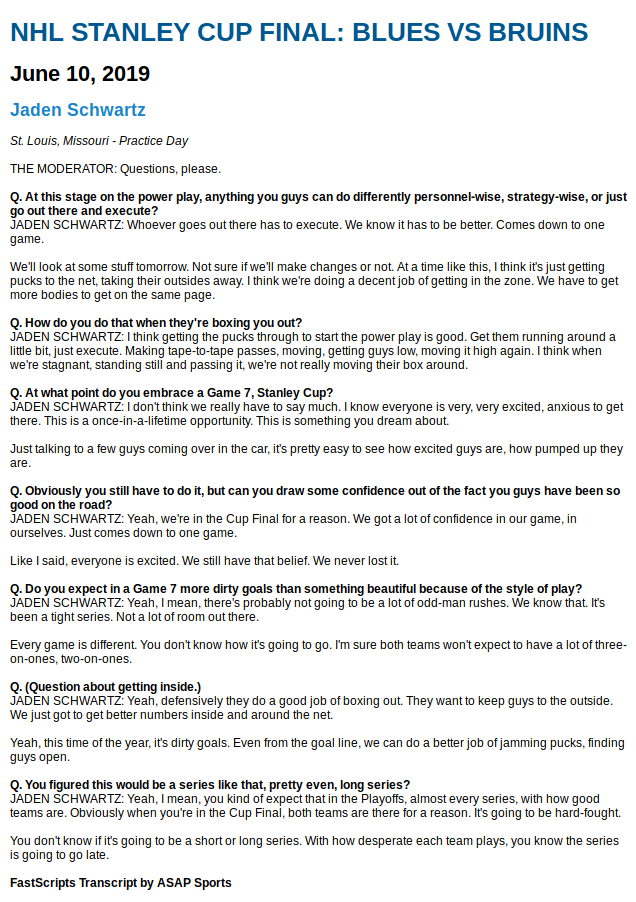 NHL STANLEY CUP FINAL: BLUES VS BRUINS
June 10, 2019
Jaden Schwartz
St. Louis, Missouri - Practice Day
THE MODERATOR: Questions, please.
Q. At this stage on the power play, anything you guys can do differently personnel-wise, strategy-wise, or just
go out there and execute?
JADEN SCHWARTZ: Whoever goes out there has to execute. We know it has to be better. Comes down to one
game.
We'll look at some stuff tomorrow. Not sure if we'll make changes or not. At a time like this, I think it's just getting
pucks to the net, taking their outsides away. I think we're doing a decent job of getting in the zone. We have to get
more bodies to get on the same page.
Q. How do you do that when they're boxing you out?
JADEN SCHWARTZ: I think getting the pucks through to start the power play is good. Get them running around a
little bit, just execute. Making tape-to-tape passes, moving, getting guys low, moving it high again. I think when
we're stagnant, standing still and passing it, we're not really moving their box around.
Q. At what point do you embrace a Game 7, Stanley Cup?
JADEN SCHWARTZ: I don't think we really have to say much. I know everyone is very, very excited, anxious to get
there. This is a once-in-a-lifetime opportunity. This is something you dream about.
Just talking to a few guys coming over in the car, it's pretty easy to see how excited guys are, how pumped up they
are.
Q. Obviously you still have to do it, but can you draw some confidence out of the fact you guys have been so
good on the road?
JADEN SCHWARTZ: Yeah, we're in the Cup Final for a reason. We got a lot of confidence in our game, in
ourselves. Just comes down to one game.
Like I said, everyone is excited. We still have that belief. We never lost it.
Q. Do you expect in a Game 7 more dirty goals than something beautiful because of the style of play?
JADEN SCHWARTZ: Yeah, I mean, there's probably not going to be a lot of odd-man rushes. We know that. It's
been a tight series. Not a lot of room out there.
Every game is different. You don't know how it's going to go. I'm sure both teams won't expect to have a lot of three-
on-ones, two-on-ones.
Q. (Question about getting inside.)
JADEN SCHWARTZ: Yeah, defensively they do a good job of boxing out. They want to keep guys to the outside.
We just got to get better numbers inside and around the net.
Yeah, this time of the year, it's dirty goals. Even from the goal line, we can do a better job of jamming pucks, finding
guys open.
Q. You figured this would be a series like that, pretty even, long series?
JADEN SCHWARTZ: Yeah, I mean, you kind of expect that in the Playoffs, almost every series, with how good
teams are. Obviously when you're in the Cup Final, both teams are there for a reason. It's going to be hard-fought.
You don't know if it's going to be a short or long series. With how desperate each team plays, you know the series
is going to go late.
FastScripts Transcript by ASAP Sports